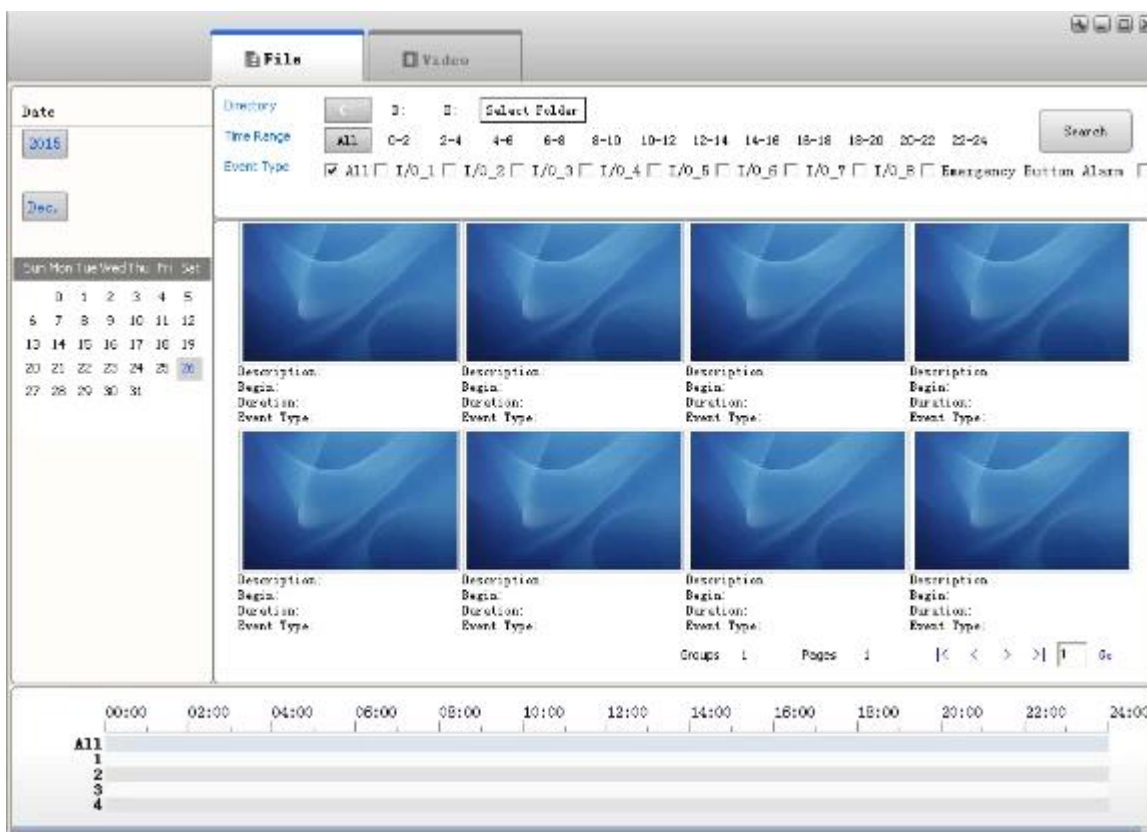 File Video
Date
2015
Dec.
Sun Mon Tue Wed Thu Fri Sat
0 1 2 3 4 5
6 7 8 9 10 11 12
13 14 15 16 17 18 19
20 21 22 23 24 25 26
27 28 29 30 31
Directory C: D: E: Select Folder
Time Range All 0-2 2-4 4-6 6-8 8-10 10-12 12-14 14-16 16-18 18-20 20-22 22-24
Search
Event Type All I/O_1 I/O_2 I/O_3 I/O_4 I/O_5 I/O_6 I/O_7 I/O_8 Emergency Button Alarm
Description: Description: Description: Description:
Begin: Begin: Begin: Begin:
Duration: Duration: Duration: Duration:
Event Type: Event Type: Event Type: Event Type:
Description: Description: Description: Description:
Begin: Begin: Begin: Begin:
Duration: Duration: Duration: Duration:
Event Type: Event Type: Event Type: Event Type:
Groups 1 Pages 1 |< < > >| 1 Go
00:00 02:00 04:00 06:00 08:00 10:00 12:00 14:00 16:00 18:00 20:00 22:00 24:00
All
1
2
3
4